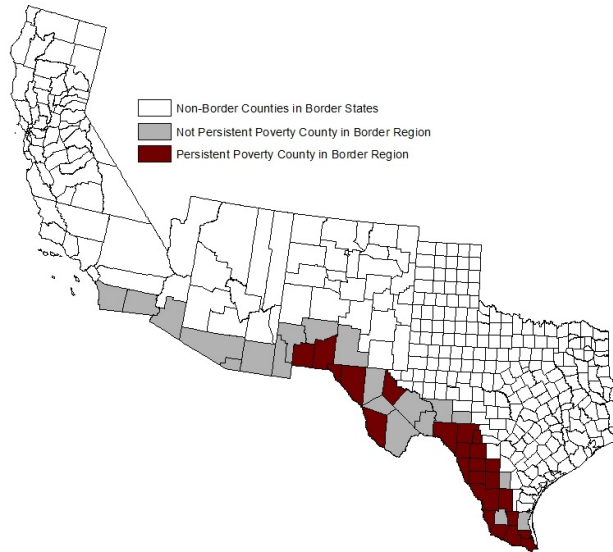 Non-Border Counties in Border States
Not Persistent Poverty County in Border Region
Persistent Poverty County in Border Region